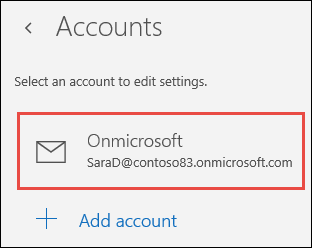 Accounts
Select an account to edit settings.
Onmicrosoft
SaraD@contoso83.onmicrosoft.com
Add account